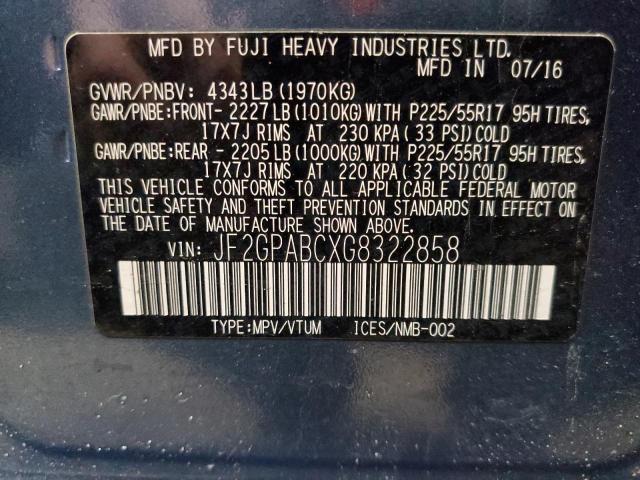 MFD BY FUJI HEAVY INDUSTRIES LTD.
MFD IN 07/16
GVWR/PNBV: 4343LB (1970KG)
GAWR/PNBE:FRONT- 2227LB (1010KG) WITH P225/55R17 95H TIRES,
17X7J RIMS AT 230 KPA (33 PSI) COLD
GAWR/PNBE:REAR - 2205LB (1000KG) WITH P225/55R17 95H TIRES,
17X7J RIMS AT 220 KPA (32 PSI) COLD
THIS VEHICLE CONFORMS TO ALL APPLICABLE FEDERAL MOTOR
VEHICLE SAFETY AND THEFT PREVENTION STANDARDS IN EFFECT ON
THE DATE OF MANUFACTURE SHOWN ABOVE.
VIN: JF2GPABCXG8322858
TYPE:MPV/VTUM ICES/NMB-002